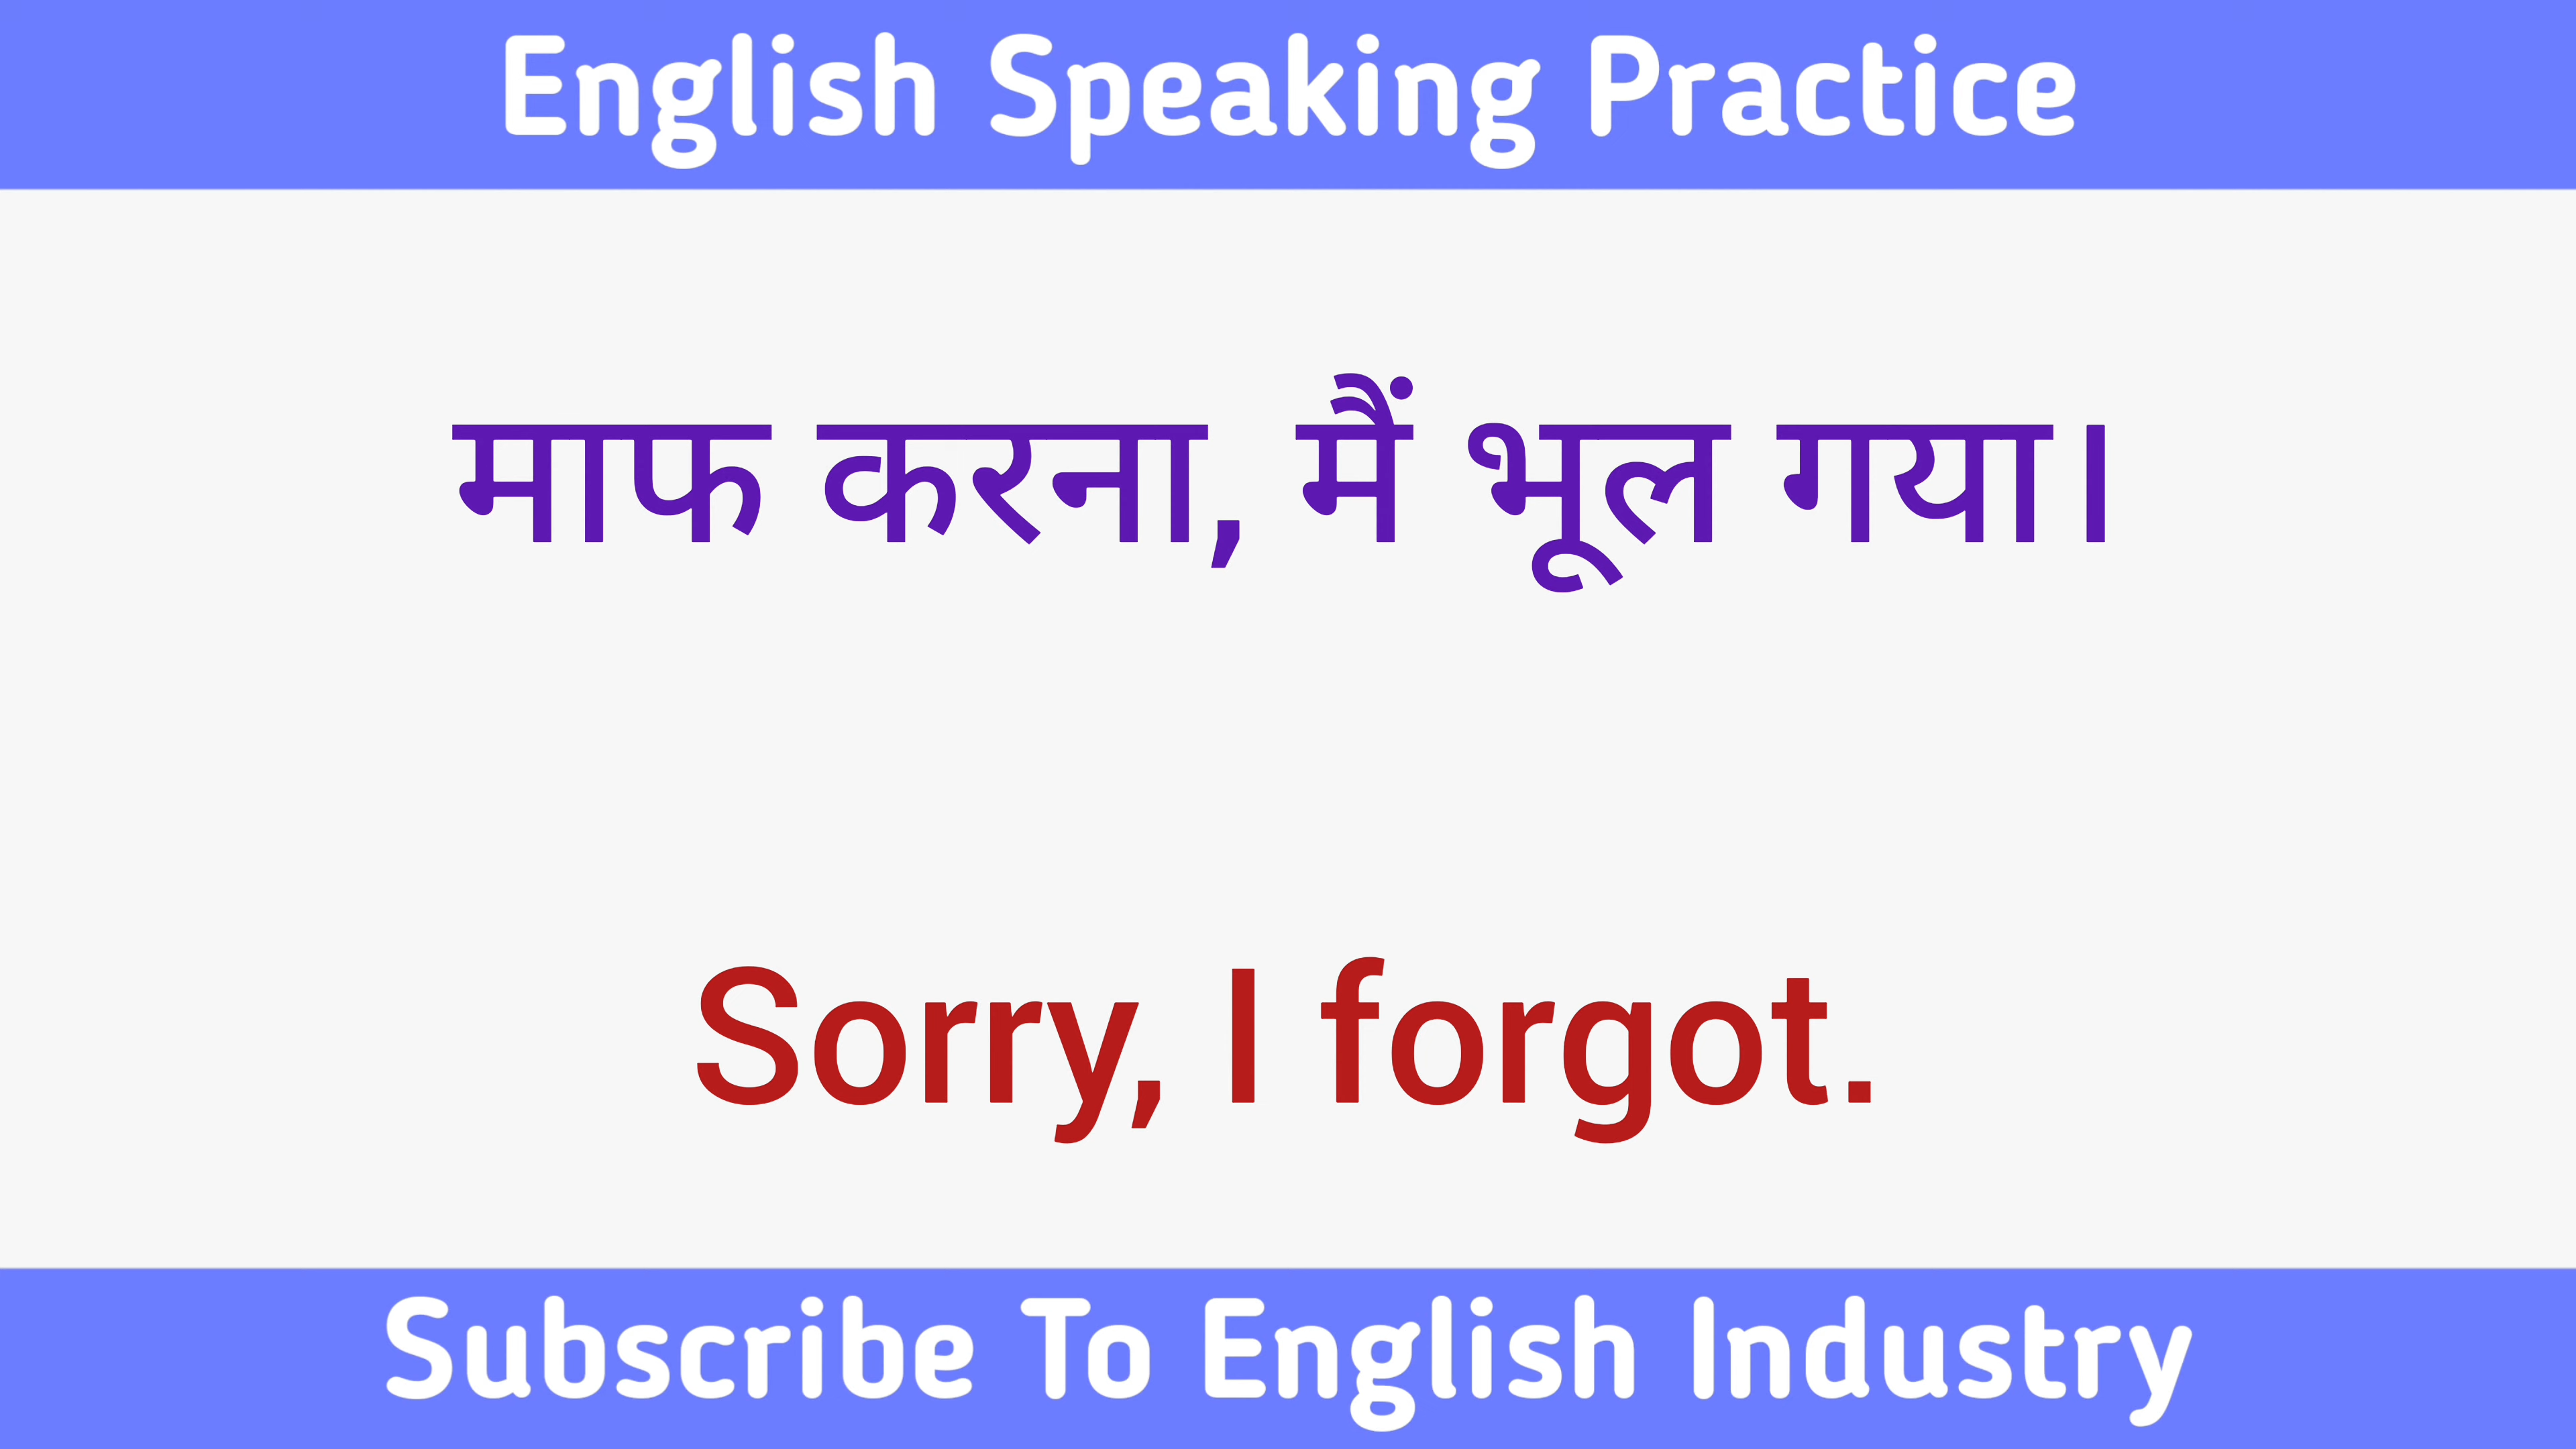 English Speaking Practice
माफ करना, मैं भूल गया।
Sorry, I forgot.
Subscribe To English Industry